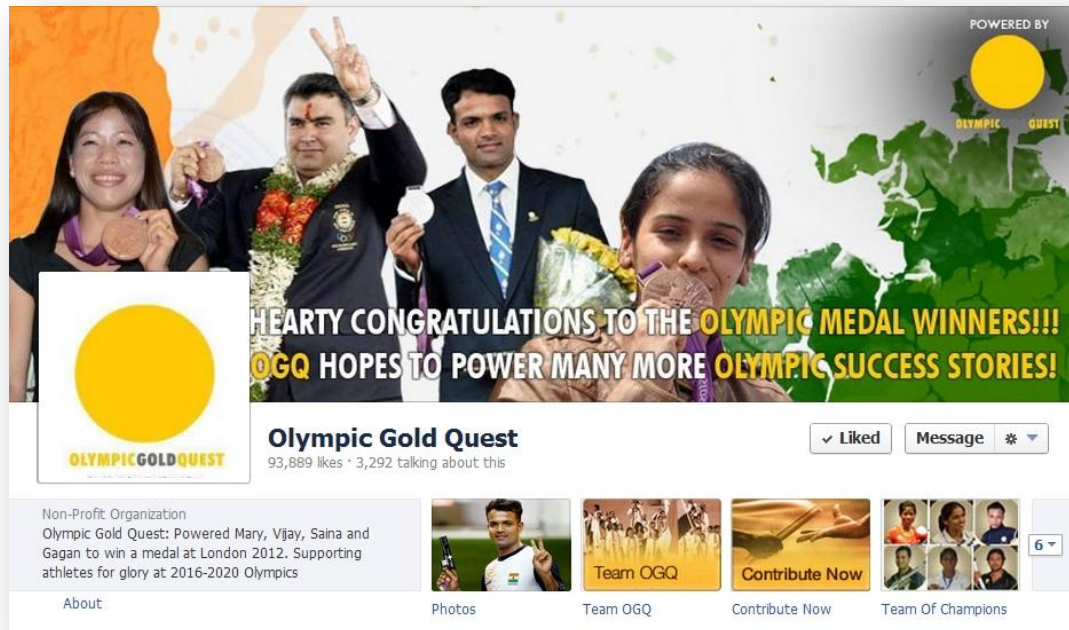 POWERED BY
OLYMPIC GOLD QUEST
HEARTY CONGRATULATIONS TO THE OLYMPIC MEDAL WINNERS!!!
OGQ HOPES TO POWER MANY MORE OLYMPIC SUCCESS STORIES!
OLYMPICGOLDQUEST
Olympic Gold Quest
93,889 likes · 3,292 talking about this
✓ Liked
Message
Non-Profit Organization
Olympic Gold Quest: Powered Mary, Vijay, Saina and
Gagan to win a medal at London 2012. Supporting
athletes for glory at 2016-2020 Olympics
About
Team OGQ
Contribute Now
6
Photos
Team OGQ
Contribute Now
Team Of Champions